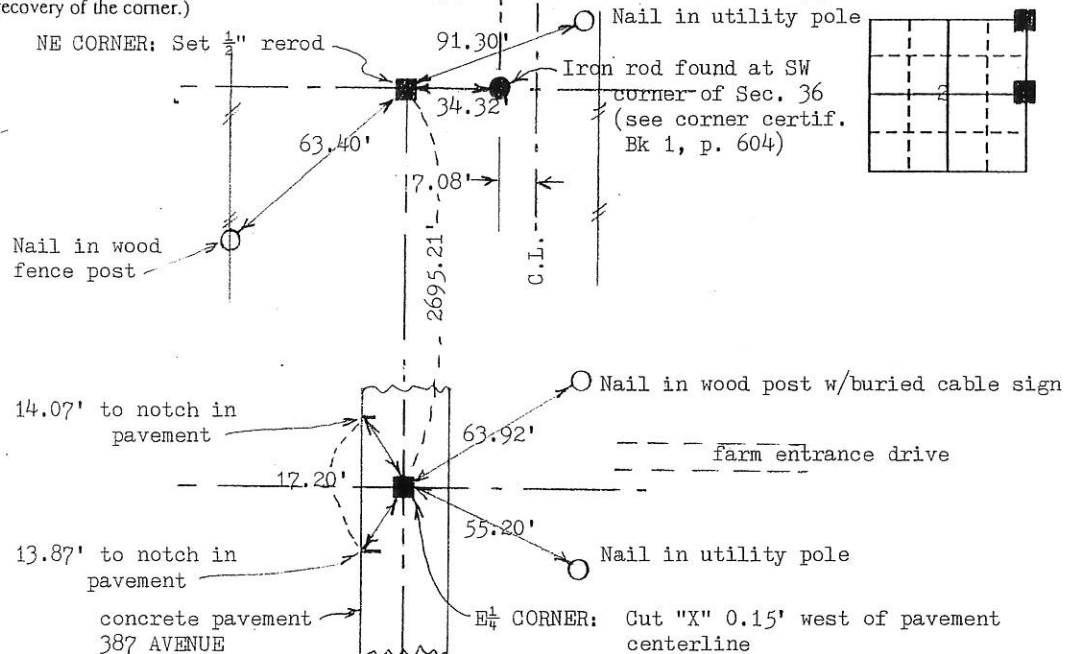 recovery of the corner.)
NE CORNER: Set ½" rerod
91.30'
Nail in utility pole
Iron rod found at SW
corner of Sec. 36
(see corner certif.
Bk 1, p. 604)
2
34.32'
63.40'
7.08'
2695.21'
C.L.
Nail in wood
fence post
14.07' to notch in
pavement
Nail in wood post w/buried cable sign
63.92'
farm entrance drive
17.20'
55.20'
13.87' to notch in
pavement
Nail in utility pole
concrete pavement
387 AVENUE
E¼ CORNER: Cut "X" 0.15' west of pavement
centerline